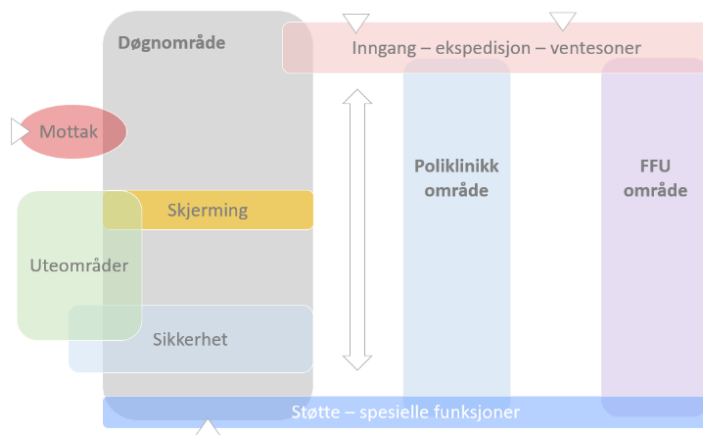 Døgnområde
Inngang – ekspedisjon – ventesoner
Mottak
Poliklinikk
område
FFU
område
Skjerming
Uteområder
Sikkerhet
Støtte – spesielle funksjoner